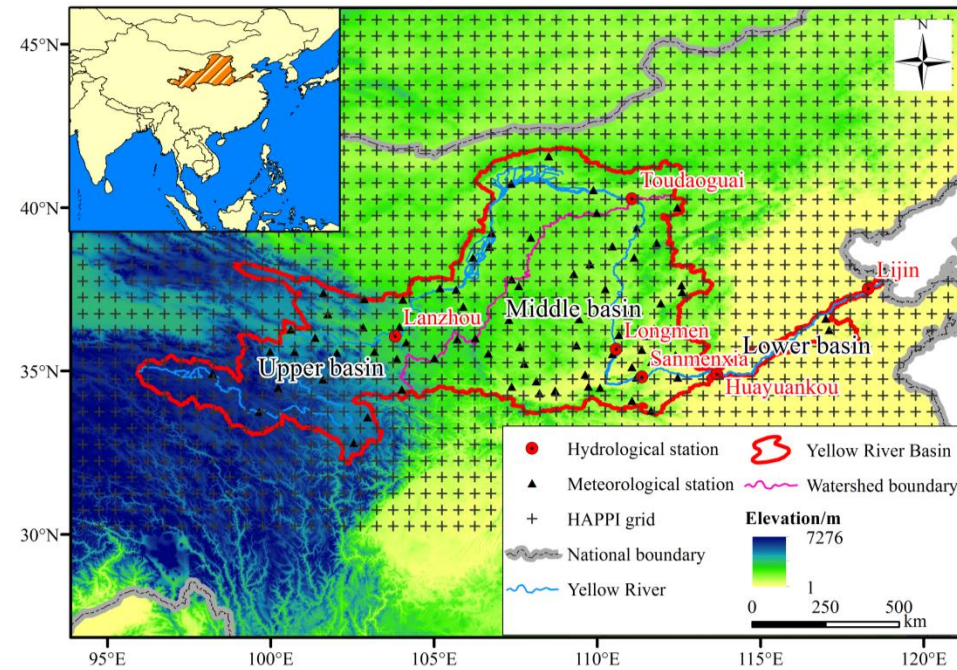 45°N
40°N
35°N
30°N
N
Toudaoguai
Lijin
Lanzhou
Middle basin
Longmen
Lower basin
Upper basin
Sanmenxia
Huayuankou
Hydrological station
Meteorological station
HAPPI grid
National boundary
Yellow River
Yellow River Basin
Watershed boundary
Elevation/m
7276
1
0 250 500
km
95°E 100°E 105°E 110°E 115°E 120°E